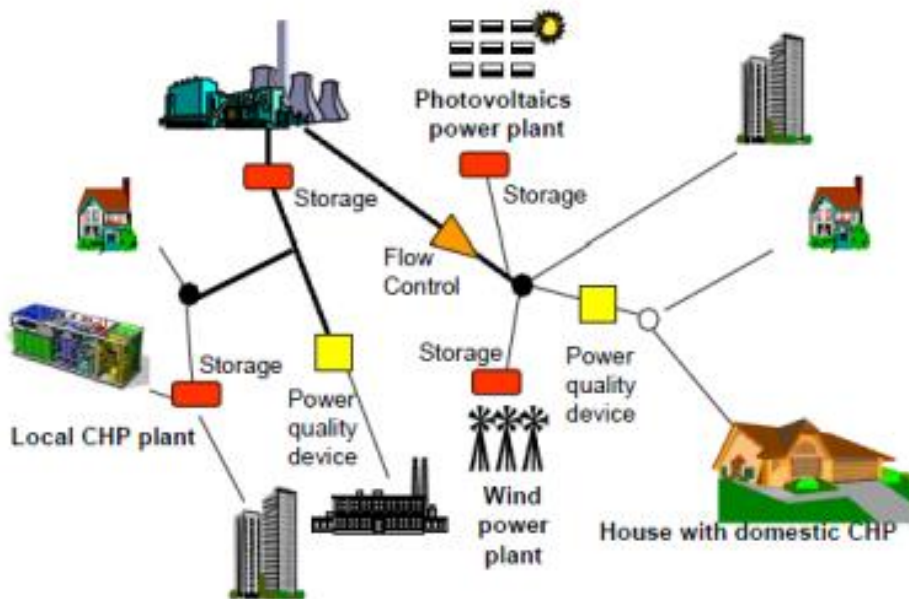 Photovoltaics
power plant
Storage
Storage
Flow
Control
Storage
Storage
Power
quality
device
Power
quality
device
Local CHP plant
Wind
power
plant
House with domestic CHP